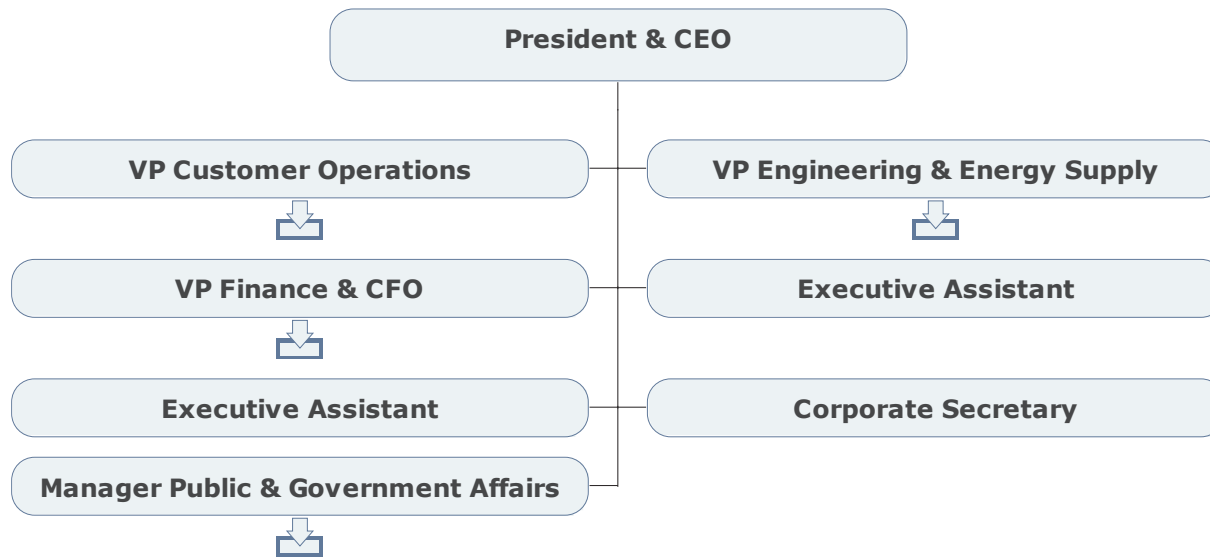 President & CEO
VP Customer Operations
VP Engineering & Energy Supply
VP Finance & CFO
Executive Assistant
Executive Assistant
Corporate Secretary
Manager Public & Government Affairs